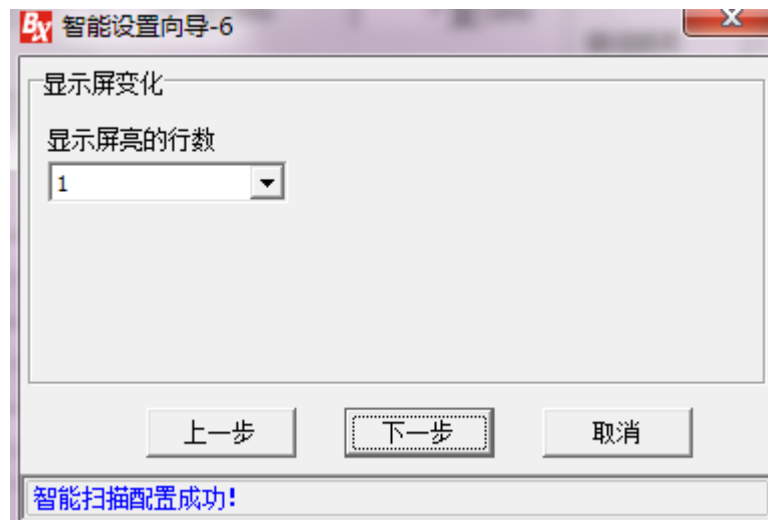 BX 智能设置向导-6
显示屏变化
显示屏亮的行数
1
上一步
下一步
取消
智能扫描配置成功!